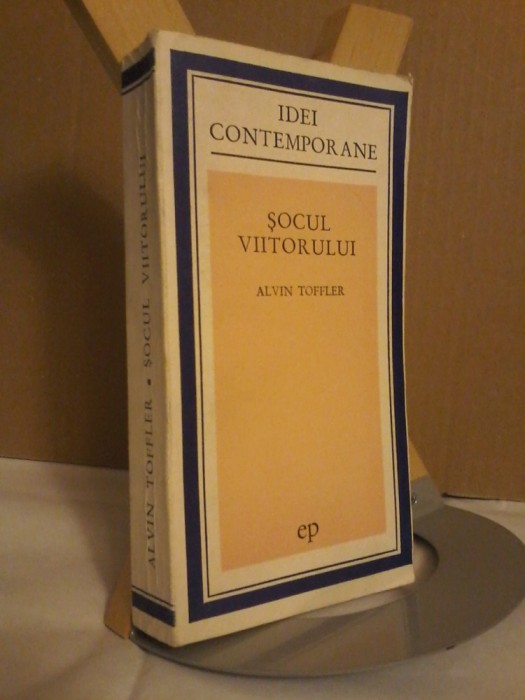 IDEI
CONTEMPORANE
ŞOCUL
VIITORULUI
ALVIN TOFFLER
ep
ALVIN TOFFLER • ŞOCUL VIITORULUI